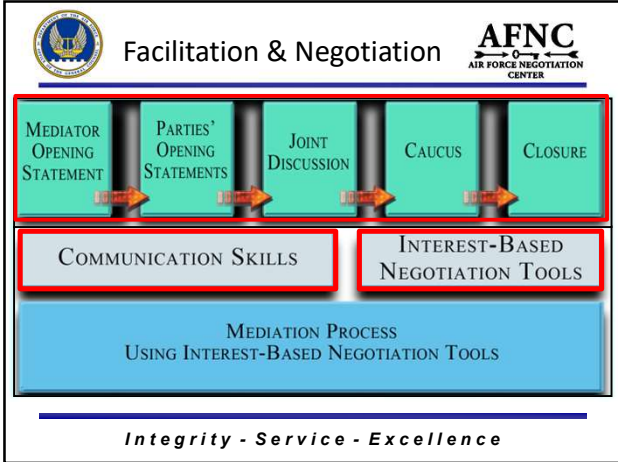 Facilitation & Negotiation
AFNC
AIR FORCE NEGOTIATION
CENTER
MEDIATOR
OPENING
STATEMENT
PARTIES'
OPENING
STATEMENTS
JOINT
DISCUSSION
CAUCUS
CLOSURE
COMMUNICATION SKILLS
INTEREST-BASED
NEGOTIATION TOOLS
MEDIATION PROCESS
USING INTEREST-BASED NEGOTIATION TOOLS
Integrity - Service - Excellence